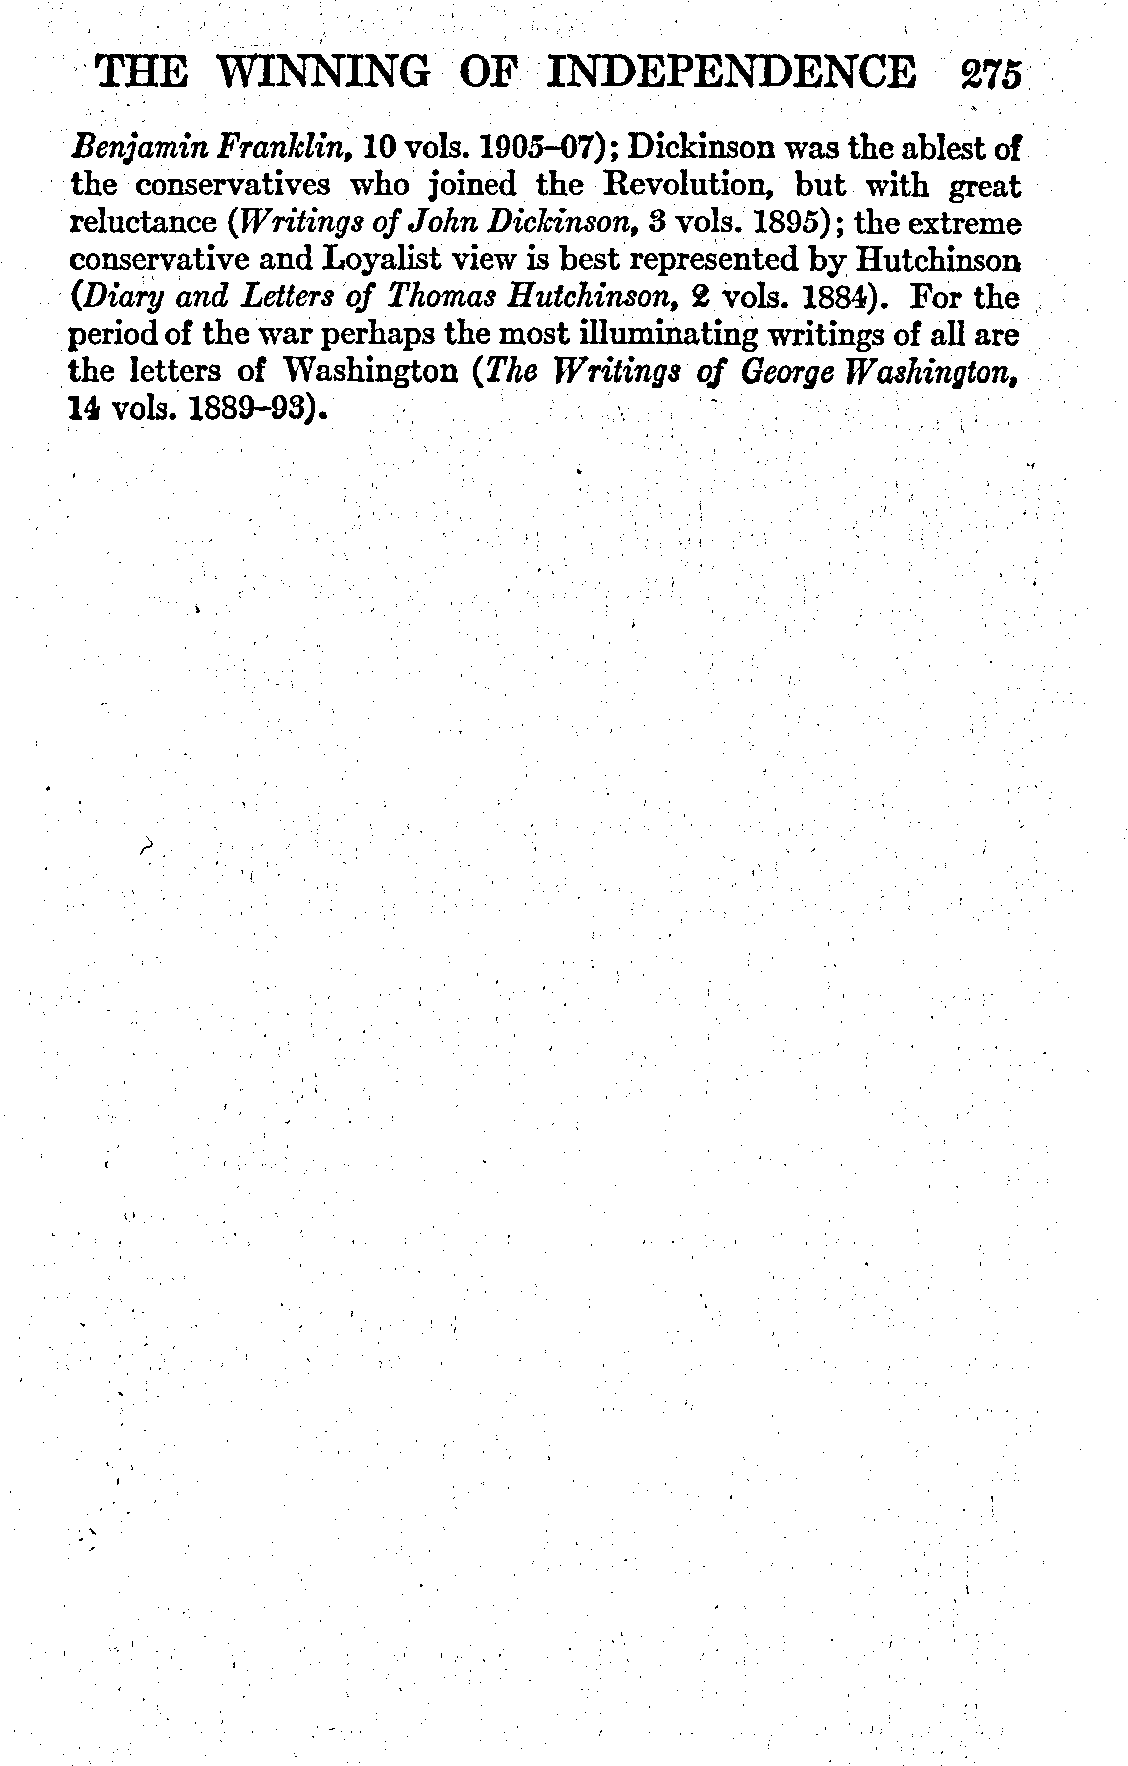 THE WINNING OF INDEPENDENCE 275
Benjamin Franklin, 10 vols. 1905–07); Dickinson was the ablest of
the conservatives who joined the Revolution, but with great
reluctance (Writings of John Dickinson, 3 vols. 1895); the extreme
conservative and Loyalist view is best represented by Hutchinson
(Diary and Letters of Thomas Hutchinson, 2 vols. 1884). For the
period of the war perhaps the most illuminating writings of all are
the letters of Washington (The Writings of George Washington,
14 vols. 1889–93).